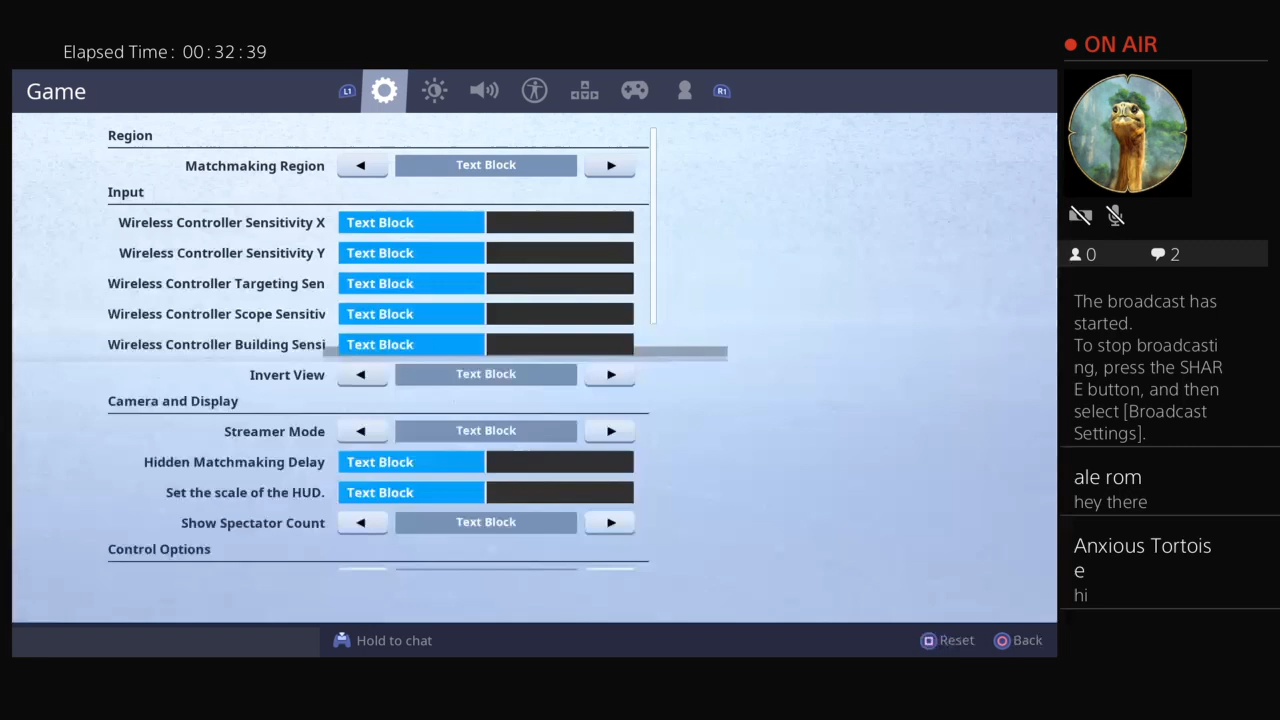 Elapsed Time: 00:32:39
ON AIR
Game
L1
R1
Region
Matchmaking Region
Text Block
Input
Wireless Controller Sensitivity X
Text Block
Wireless Controller Sensitivity Y
Text Block
Wireless Controller Targeting Sen
Text Block
Wireless Controller Scope Sensitiv
Text Block
Wireless Controller Building Sensi
Text Block
Invert View
Text Block
Camera and Display
Streamer Mode
Text Block
Hidden Matchmaking Delay
Text Block
Set the scale of the HUD.
Text Block
Show Spectator Count
Text Block
Control Options
Hold to chat
Reset
Back
0
2
The broadcast has
started.
To stop broadcasti
ng, press the SHAR
E button, and then
select [Broadcast
Settings].
ale rom
hey there
Anxious Tortois
e
hi